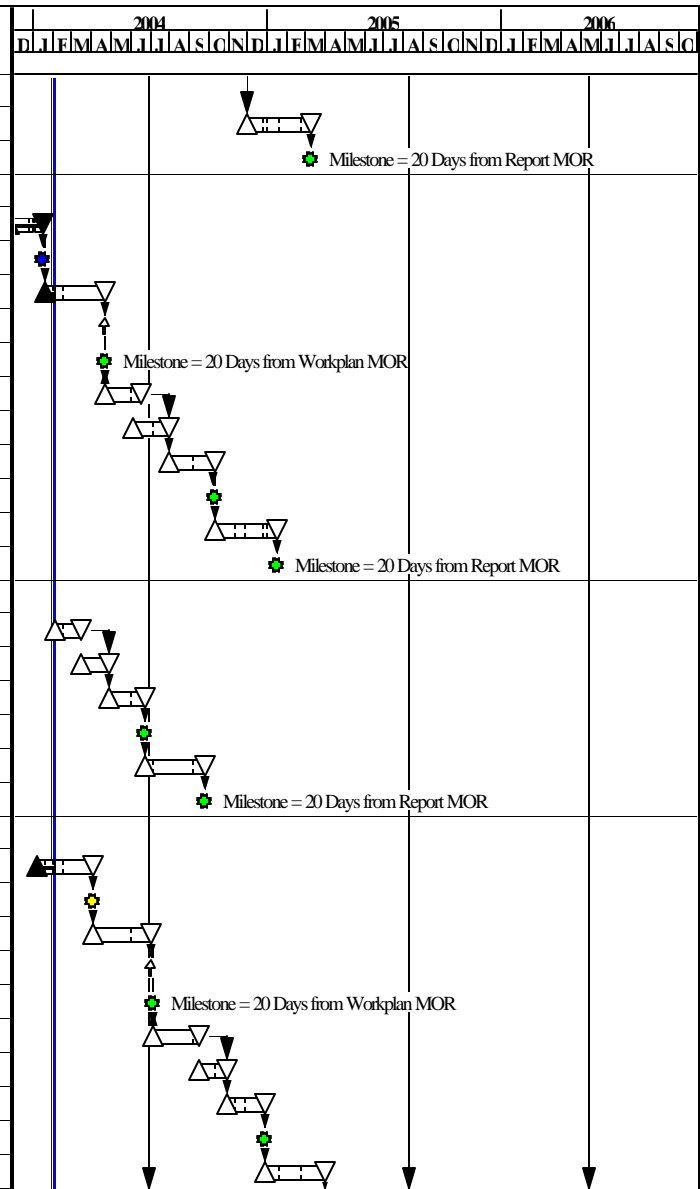 2004 2005 2006
D J F M A M J J A S O N D J F M A M J J A S O N D J F M A M J J A S O
Milestone = 20 Days from Report MOR
Milestone = 20 Days from Workplan MOR
Milestone = 20 Days from Report MOR
Milestone = 20 Days from Report MOR
Milestone = 20 Days from Workplan MOR